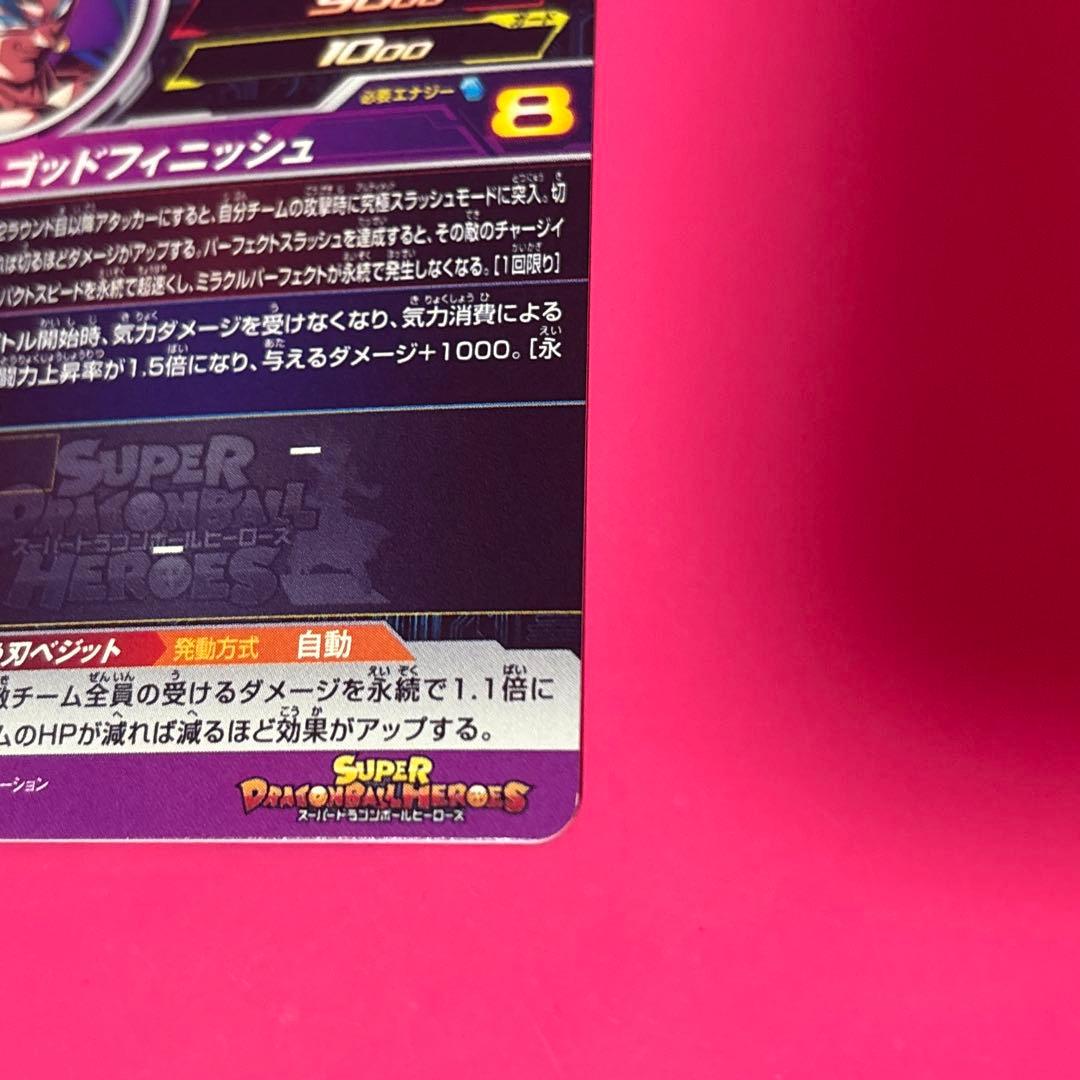 9000
ガード
1000
必要エナジー 8
ゴッドフィニッシュ
2ラウンド目以降アタッカーにすると、自分チームの攻撃時に究極スラッシュモードに突入。切
れば切るほどダメージがアップする。パーフェクトスラッシュを達成すると、その敵のチャージイ
ンパクトスピードを永続で超速くし、ミラクルパーフェクトが永続で発生しなくなる。[1回限り]
トル開始時、気力ダメージを受けなくなり、気力消費による
闘力上昇率が1.5倍になり、与えるダメージ+1000。[永
SUPER
DRAGONBALL
スーパードラゴンボールヒーローズ
HEROES
刃ベジット 発動方式 自動
敵チーム全員の受けるダメージを永続で1.1倍に
ムのHPが減れば減るほど効果がアップする。
ーション
SUPER
DRAGONBALL HEROES
スーパードラゴンボールヒーローズ